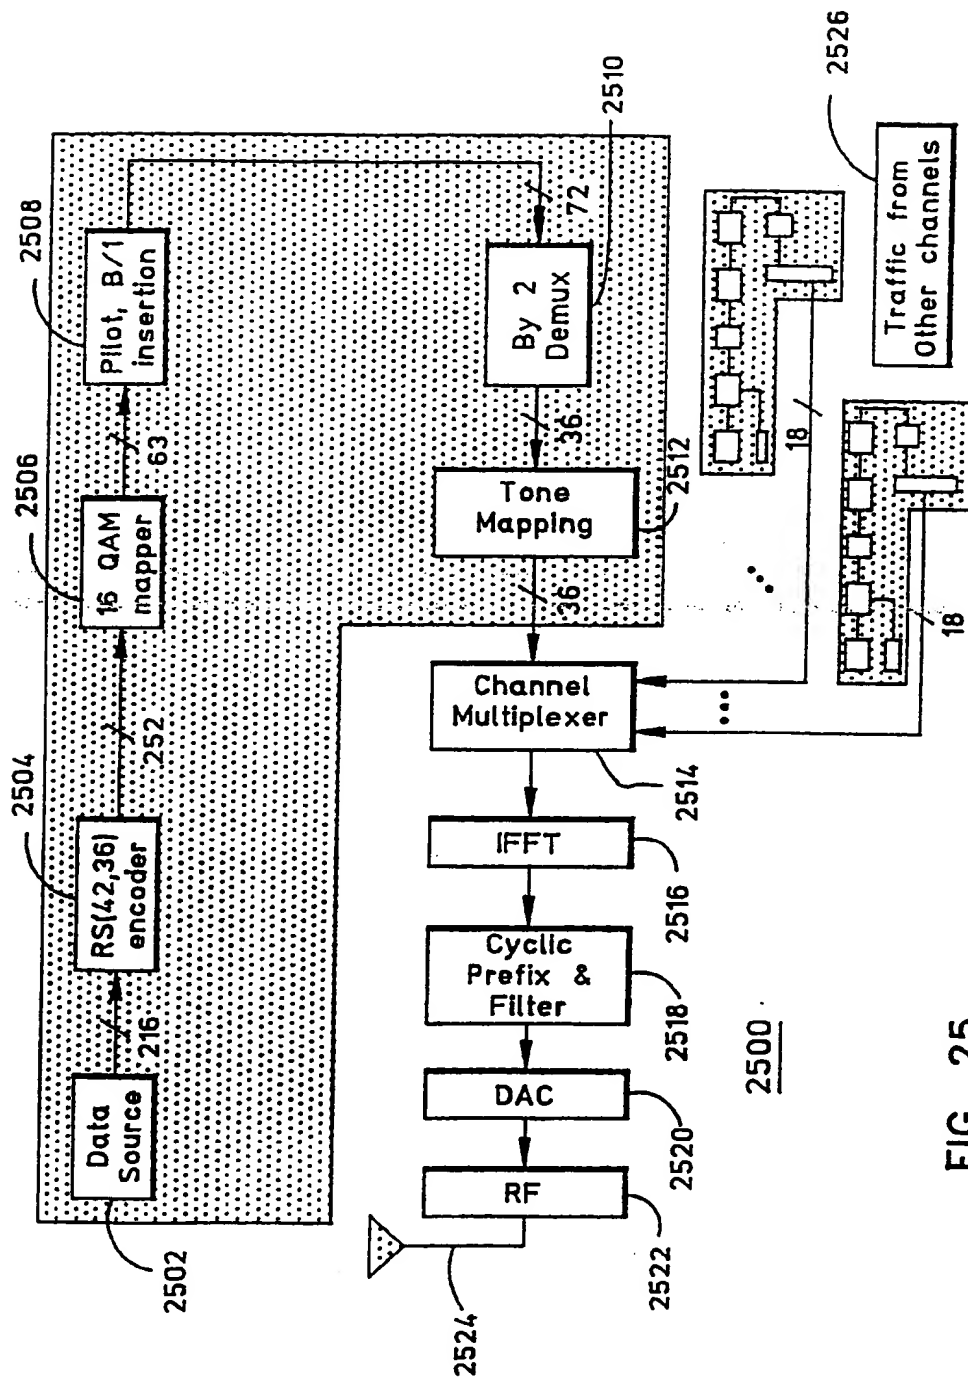 2502
2504
2506
2508
Data
Source
216
RS(42,36)
encoder
252
16 QAM
mapper
63
Pilot, B/1
insertion
72
2510
By 2
Demux
36
2512
Tone
Mapping
36
Channel
Multiplexer
2514
IFFT
2516
Cyclic
Prefix &
Filter
2518
DAC
2520
RF
2522
2524
18
...
...
18
2526
Traffic from
Other channels
2500
FIG. 25